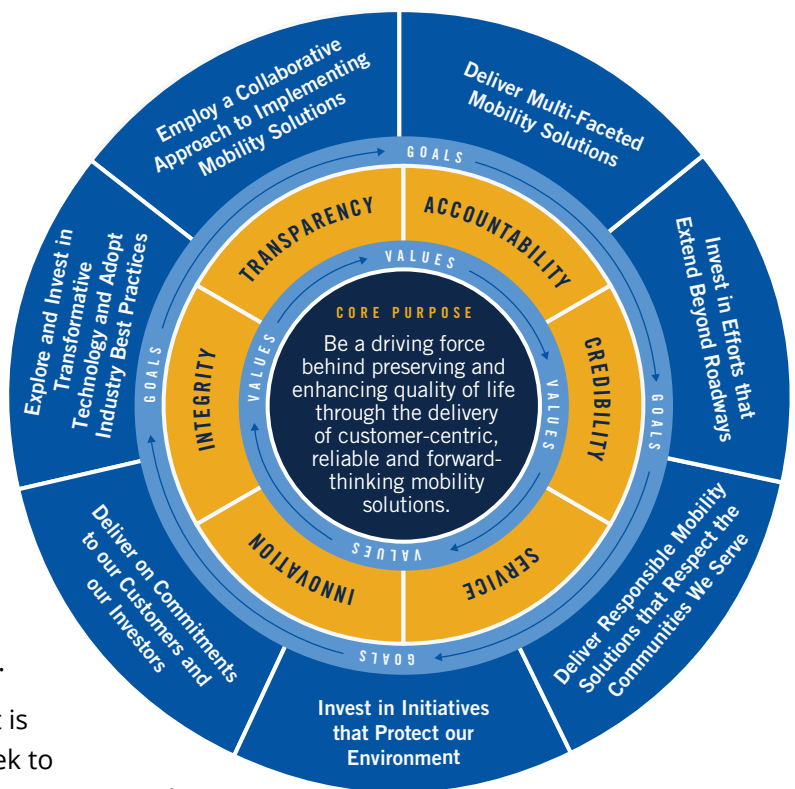 Employ a Collaborative
Approach to Implementing
Mobility Solutions
Deliver Multi-Faceted
Mobility Solutions
Invest in Efforts that
Extend Beyond Roadways
Deliver Responsible Mobility
Solutions that Respect the
Communities We Serve
Invest in Initiatives
that Protect our
Environment
Deliver on Commitments
to our Customers and
our Investors
Explore and Invest in
Transformative
Technology and Adopt
Industry Best Practices
GOALS
GOALS
GOALS
GOALS
TRANSPARENCY
ACCOUNTABILITY
CREDIBILITY
SERVICE
INNOVATION
INTEGRITY
VALUES
VALUES
VALUES
VALUES
CORE PURPOSE
Be a driving force
behind preserving and
enhancing quality of life
through the delivery
of customer-centric,
reliable and forward-
thinking mobility
solutions.
.
is
to